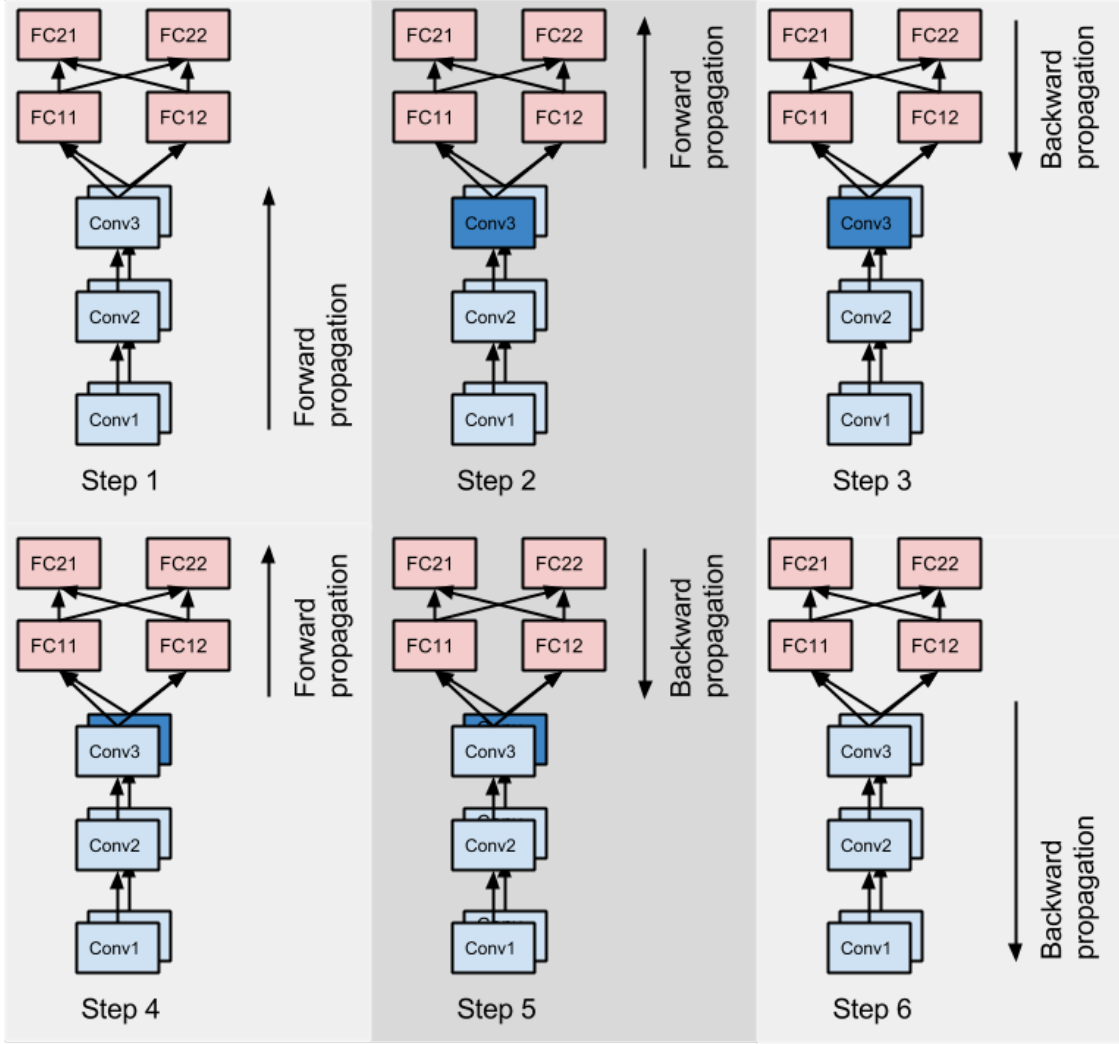 FC21 FC22
FC11 FC12
Conv3
Conv2
Conv1
Forward
propagation
Step 1
FC21 FC22
FC11 FC12
Conv3
Conv2
Conv1
Forward
propagation
Step 2
FC21 FC22
FC11 FC12
Conv3
Conv2
Conv1
Backward
propagation
Step 3
FC21 FC22
FC11 FC12
Conv3
Conv2
Conv1
Forward
propagation
Step 4
FC21 FC22
FC11 FC12
Conv3
Conv2
Conv1
Backward
propagation
Step 5
FC21 FC22
FC11 FC12
Conv3
Conv2
Conv1
Backward
propagation
Step 6